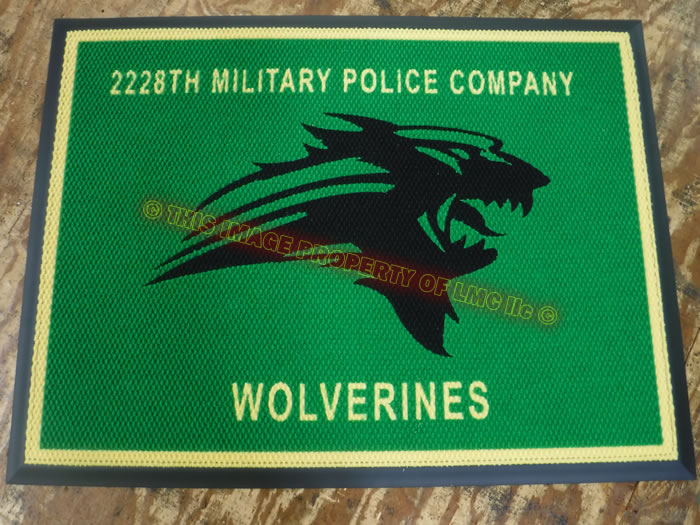 2228TH MILITARY POLICE COMPANY
© THIS IMAGE PROPERTY OF LMC llc ©
WOLVERINES